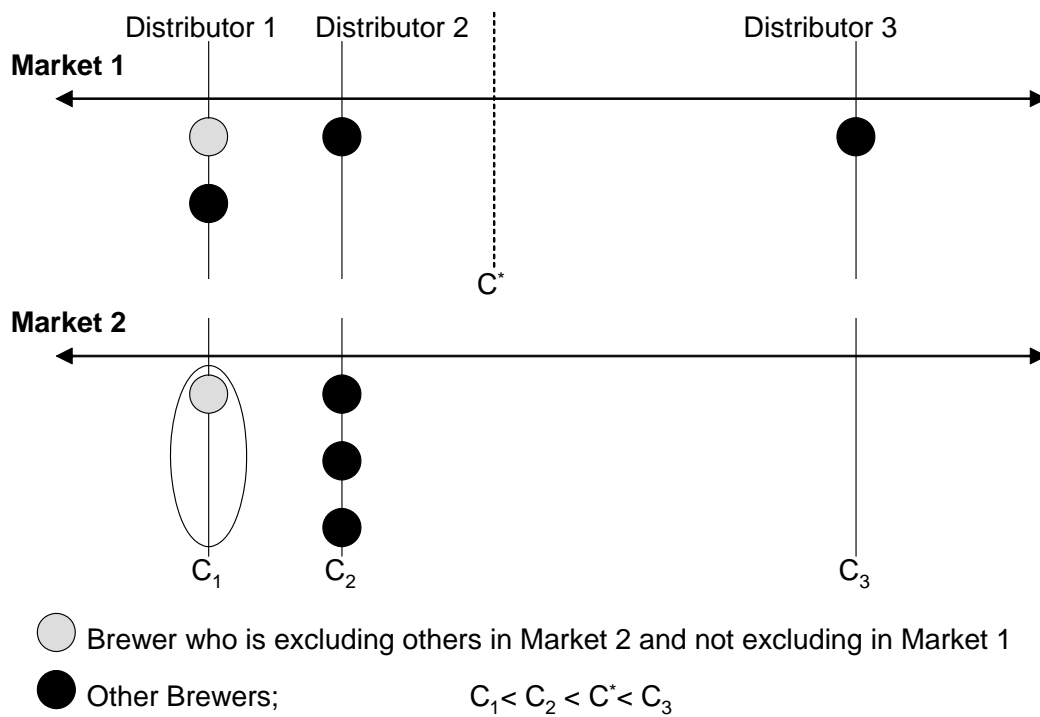 Distributor 1 Distributor 2 Distributor 3
Market 1
C*
Market 2
C₁ C₂ C₃
Brewer who is excluding others in Market 2 and not excluding in Market 1
Other Brewers; C₁< C₂ < C*< C₃